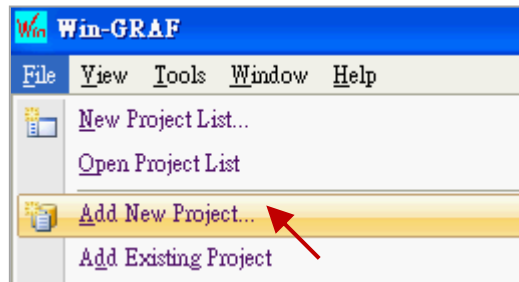 Win Win-GRAF
File View Tools Window Help
New Project List...
Open Project List
Add New Project...
Add Existing Project